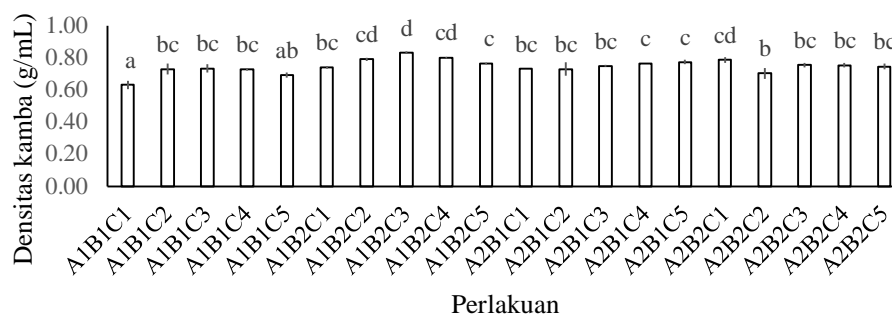 Densitas kamba (g/mL)
1.00
0.80
0.60
0.40
0.20
0.00
a bc bc bc ab bc cd d cd c bc bc bc c c cd b bc bc bc
A1B1C1 A1B1C2 A1B1C3 A1B1C4 A1B1C5 A1B2C1 A1B2C2 A1B2C3 A1B2C4 A1B2C5 A2B1C1 A2B1C2 A2B1C3 A2B1C4 A2B1C5 A2B2C1 A2B2C2 A2B2C3 A2B2C4 A2B2C5
Perlakuan